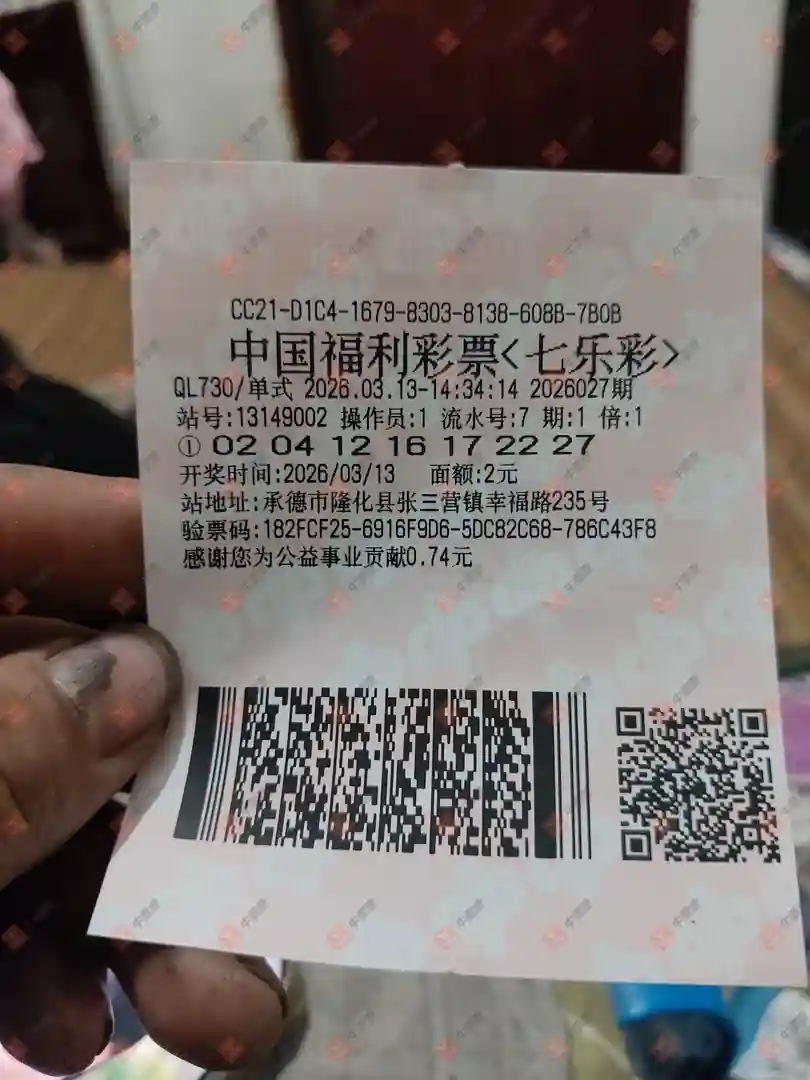 CC21-D1C4-1679-8303-8138-608B-7B0B
中国福利彩票<七乐彩>
QL730/单式 2026.03.13-14:34:14 2026027期
站号:13149002 操作员:1 流水号:7 期:1 倍:1
① 02 04 12 16 17 22 27
开奖时间:2026/03/13 面额:2元
站地址:承德市隆化县张三营镇幸福路235号
验票码:182FCF25-6916F9D6-5DC82C68-786C43F8
感谢您为公益事业贡献0.74元